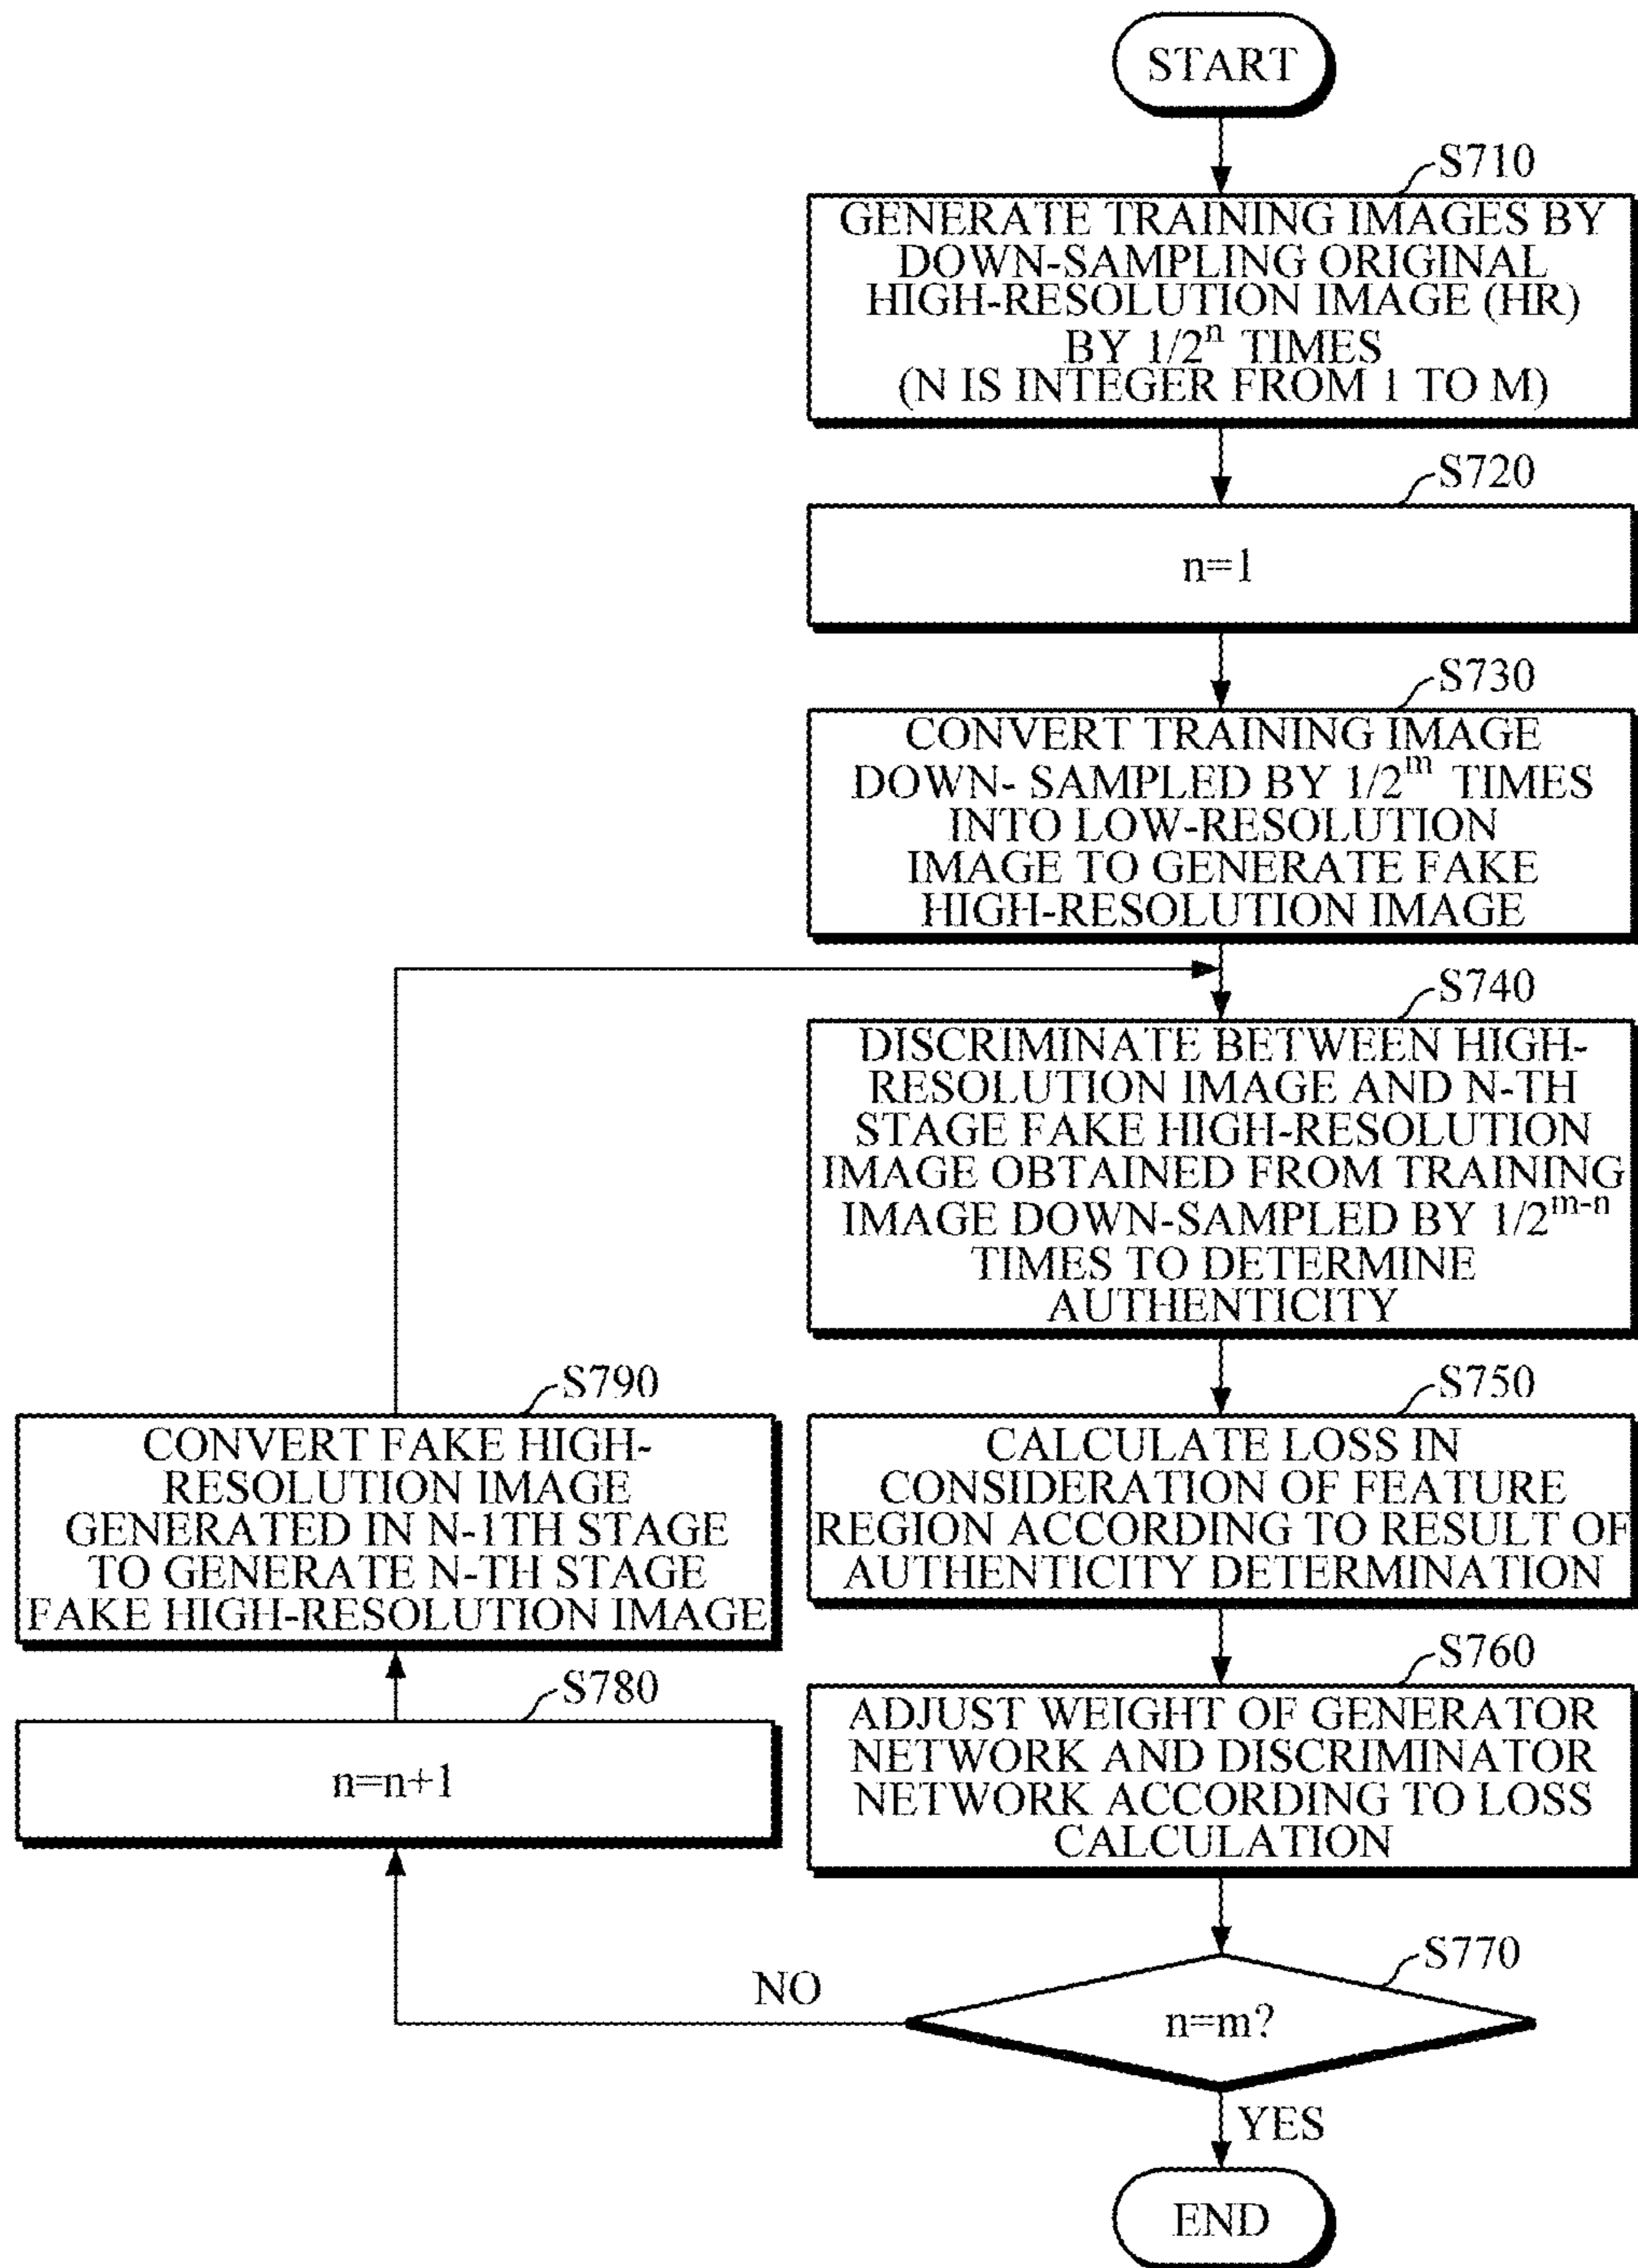 START
S710
GENERATE TRAINING IMAGES BY
DOWN-SAMPLING ORIGINAL
HIGH-RESOLUTION IMAGE (HR)
BY 1/2ⁿ TIMES
(N IS INTEGER FROM 1 TO M)
S720
n=1
S730
CONVERT TRAINING IMAGE
DOWN- SAMPLED BY 1/2ᵐ TIMES
INTO LOW-RESOLUTION
IMAGE TO GENERATE FAKE
HIGH-RESOLUTION IMAGE
S740
DISCRIMINATE BETWEEN HIGH-
RESOLUTION IMAGE AND N-TH
STAGE FAKE HIGH-RESOLUTION
IMAGE OBTAINED FROM TRAINING
IMAGE DOWN-SAMPLED BY 1/2ᵐ⁻ⁿ
TIMES TO DETERMINE
AUTHENTICITY
S750
CALCULATE LOSS IN
CONSIDERATION OF FEATURE
REGION ACCORDING TO RESULT OF
AUTHENTICITY DETERMINATION
S760
ADJUST WEIGHT OF GENERATOR
NETWORK AND DISCRIMINATOR
NETWORK ACCORDING TO LOSS
CALCULATION
S770
n=m?
NO
YES
S780
n=n+1
S790
CONVERT FAKE HIGH-
RESOLUTION IMAGE
GENERATED IN N-1TH STAGE
TO GENERATE N-TH STAGE
FAKE HIGH-RESOLUTION IMAGE
END